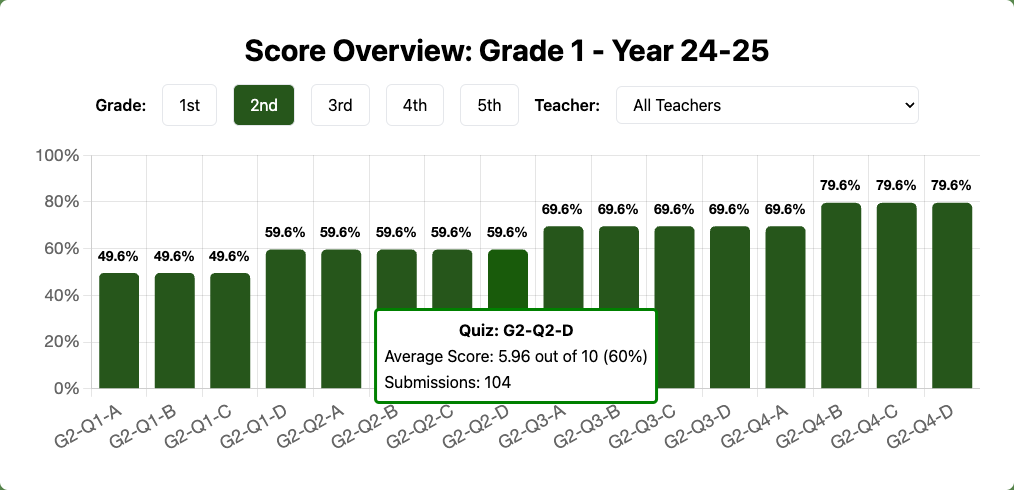 Score Overview: Grade 1 - Year 24-25
Grade: 1st 2nd 3rd 4th 5th Teacher: All Teachers
100%
80%
60%
40%
20%
0%
49.6% 49.6% 49.6% 59.6% 59.6% 59.6% 59.6% 59.6% 69.6% 69.6% 69.6% 69.6% 69.6% 79.6% 79.6% 79.6%
Quiz: G2-Q2-D
Average Score: 5.96 out of 10 (60%)
Submissions: 104
G2-Q1-A G2-Q1-B G2-Q1-C G2-Q1-D G2-Q2-A G2-Q2-B G2-Q2-C G2-Q2-D G2-Q3-A G2-Q3-B G2-Q3-C G2-Q3-D G2-Q4-A G2-Q4-B G2-Q4-C G2-Q4-D